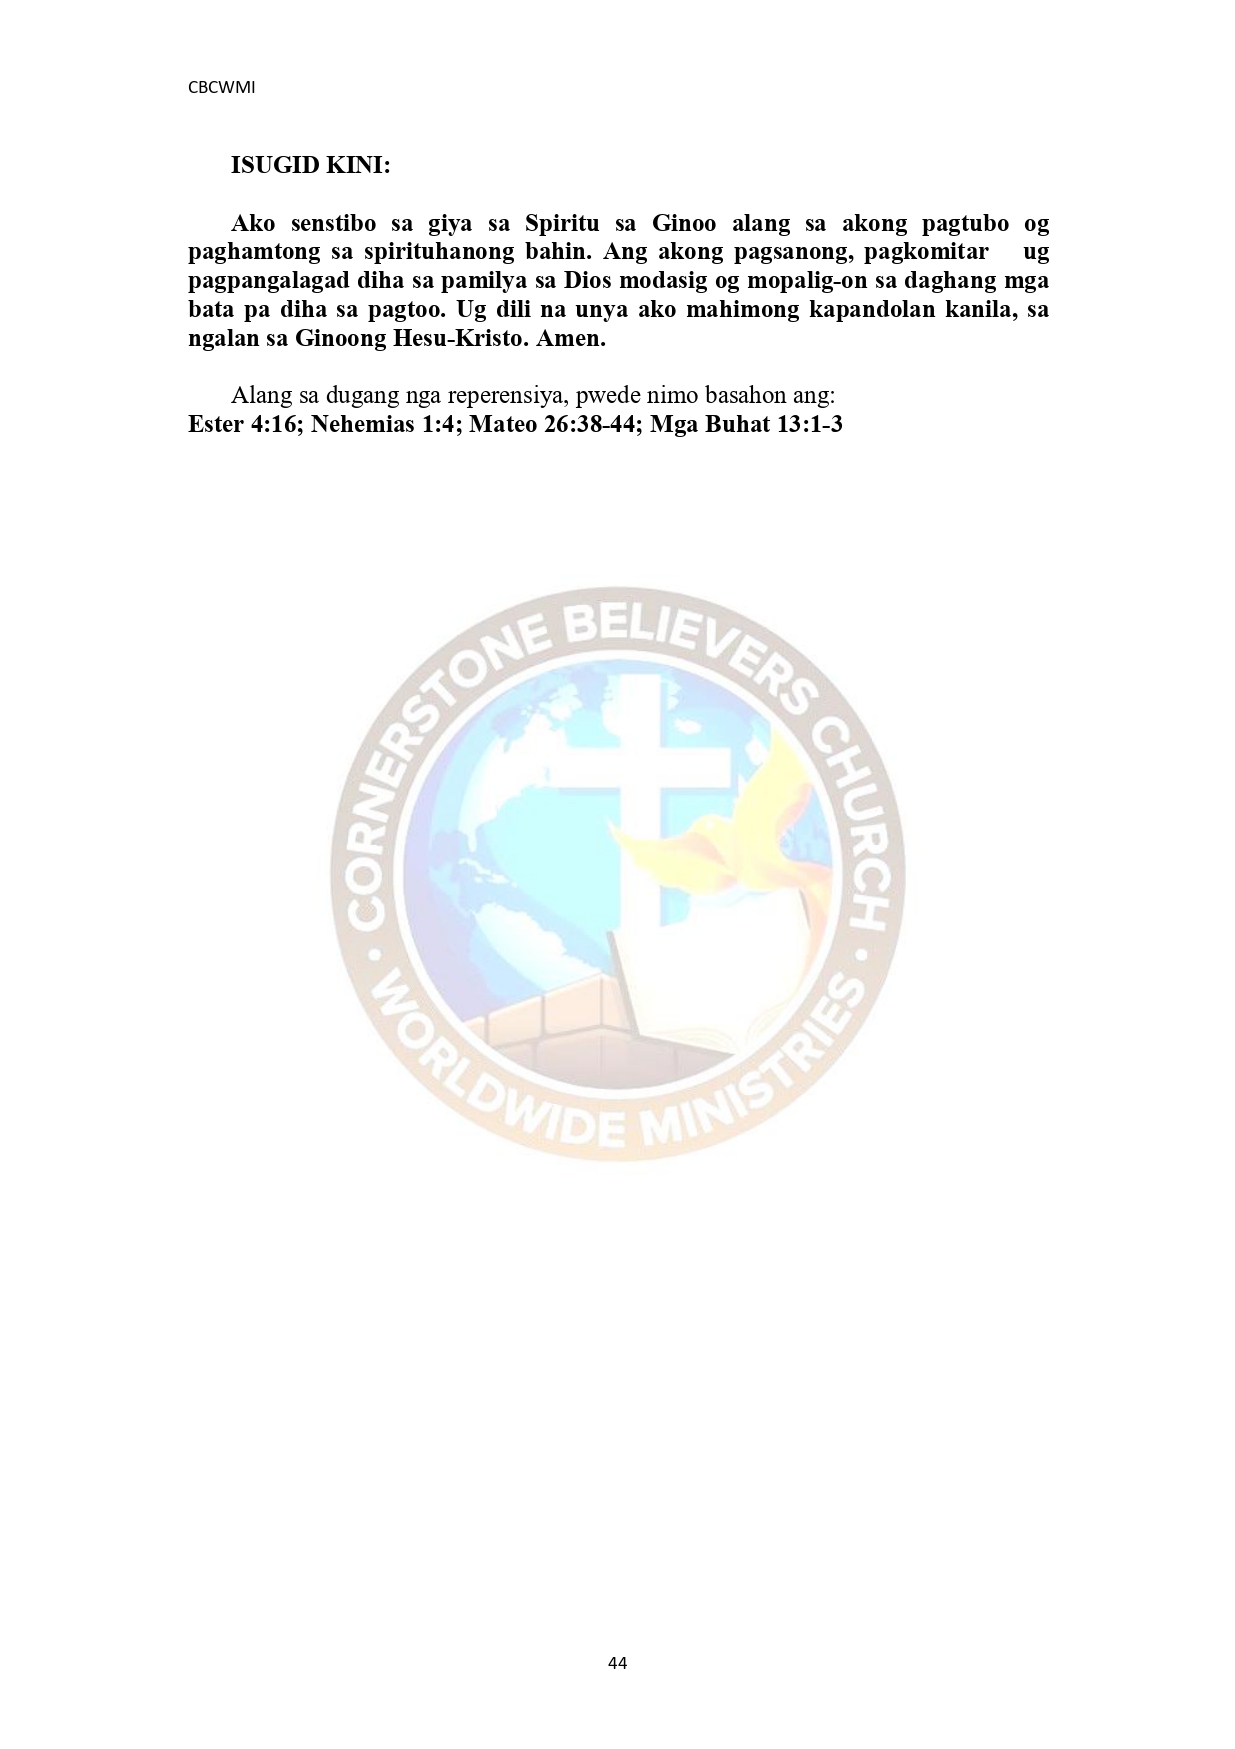 CBCWMI
ISUGID KINI:
Ako senstibo sa giya sa Spiritu sa Ginoo alang sa akong pagtubo og
paghamtong sa spirituhanong bahin. Ang akong pagsanong, pagkomitar ug
pagpangalagad diha sa pamilya sa Dios modasig og mopalig-on sa daghang mga
bata pa diha sa pagtoo. Ug dili na unya ako mahimong kapandolan kanila, sa
ngalan sa Ginoong Hesu-Kristo. Amen.
Alang sa dugang nga reperensiya, pwede nimo basahon ang:
Ester 4:16; Nehemias 1:4; Mateo 26:38-44; Mga Buhat 13:1-3
CORNERSTONE BELIEVERS CHURCH
• WORLDWIDE MINISTRIES •
44